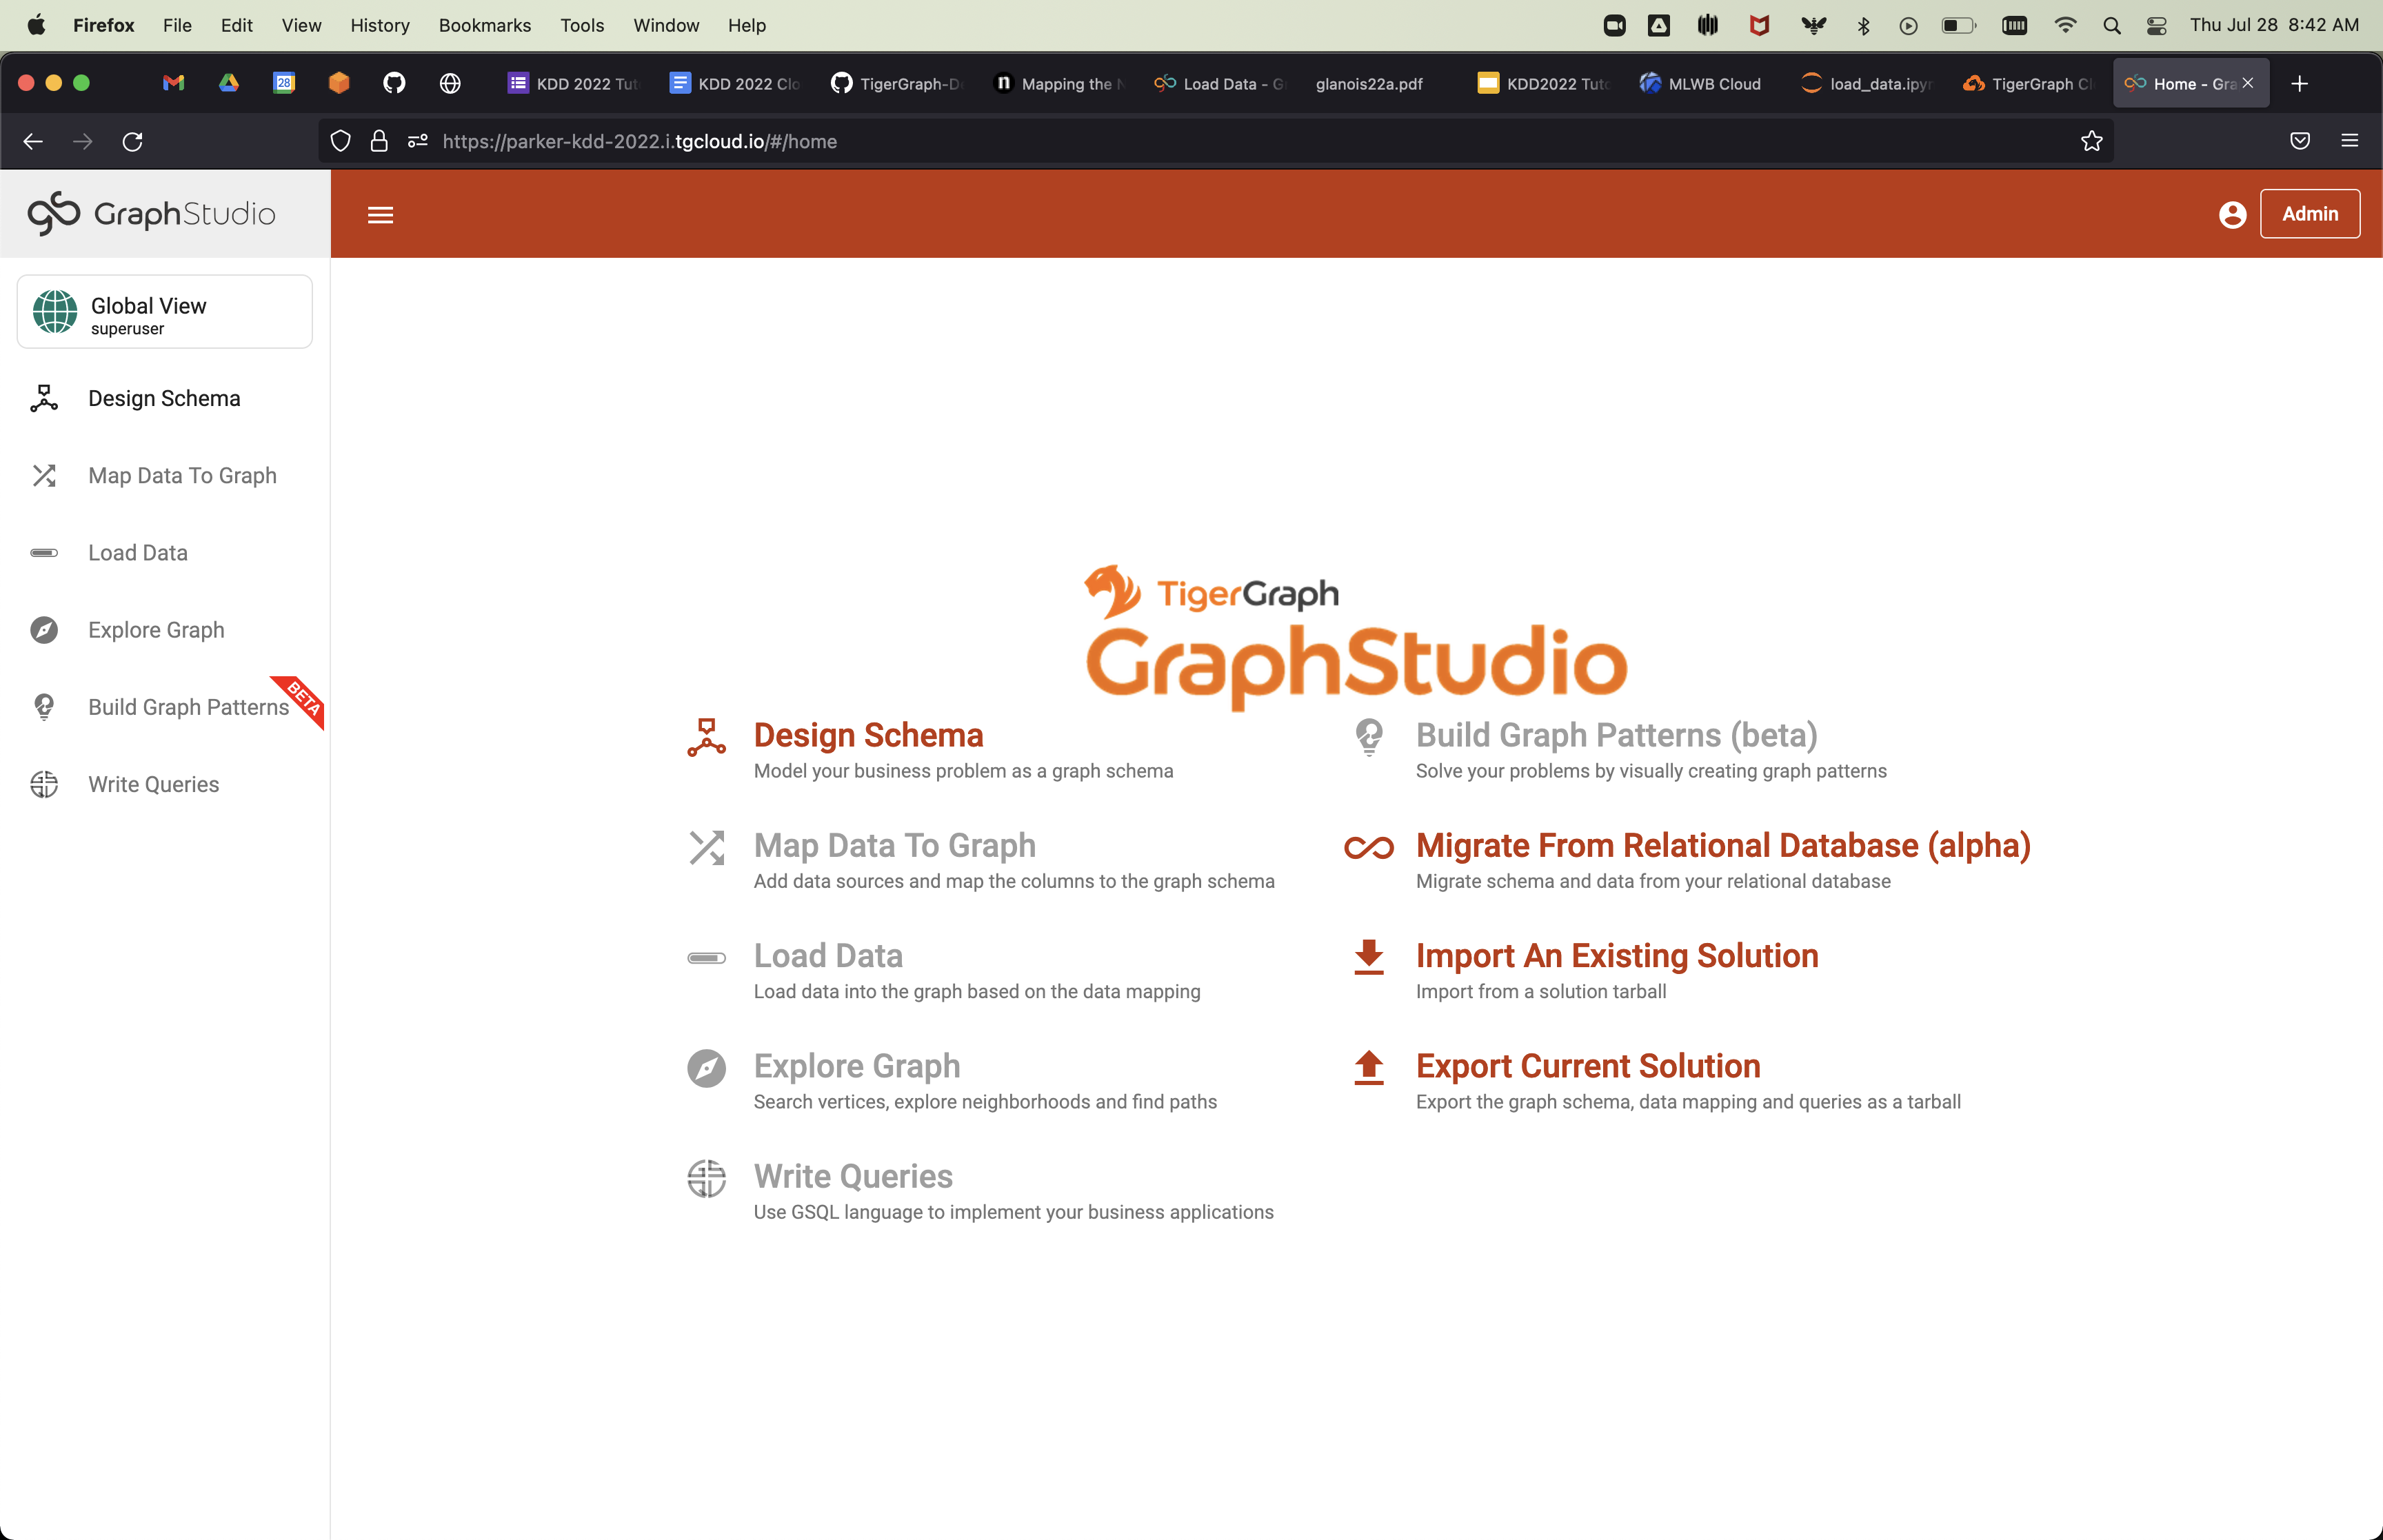 Firefox File Edit View History Bookmarks Tools Window Help Thu Jul 28 8:42 AM
28 KDD 2022 Tut KDD 2022 Clo TigerGraph-D Mapping the Load Data - G glanois22a.pdf KDD2022 Tuto MLWB Cloud load_data.ipyn TigerGraph Cl Home - Gra
https://parker-kdd-2022.i.tgcloud.io/#/home
GraphStudio
Admin
Global View
superuser
Design Schema
Map Data To Graph
Load Data
Explore Graph
Build Graph Patterns BETA
Write Queries
TigerGraph
GraphStudio
Design Schema
Model your business problem as a graph schema
Map Data To Graph
Add data sources and map the columns to the graph schema
Load Data
Load data into the graph based on the data mapping
Explore Graph
Search vertices, explore neighborhoods and find paths
Write Queries
Use GSQL language to implement your business applications
Build Graph Patterns (beta)
Solve your problems by visually creating graph patterns
Migrate From Relational Database (alpha)
Migrate schema and data from your relational database
Import An Existing Solution
Import from a solution tarball
Export Current Solution
Export the graph schema, data mapping and queries as a tarball